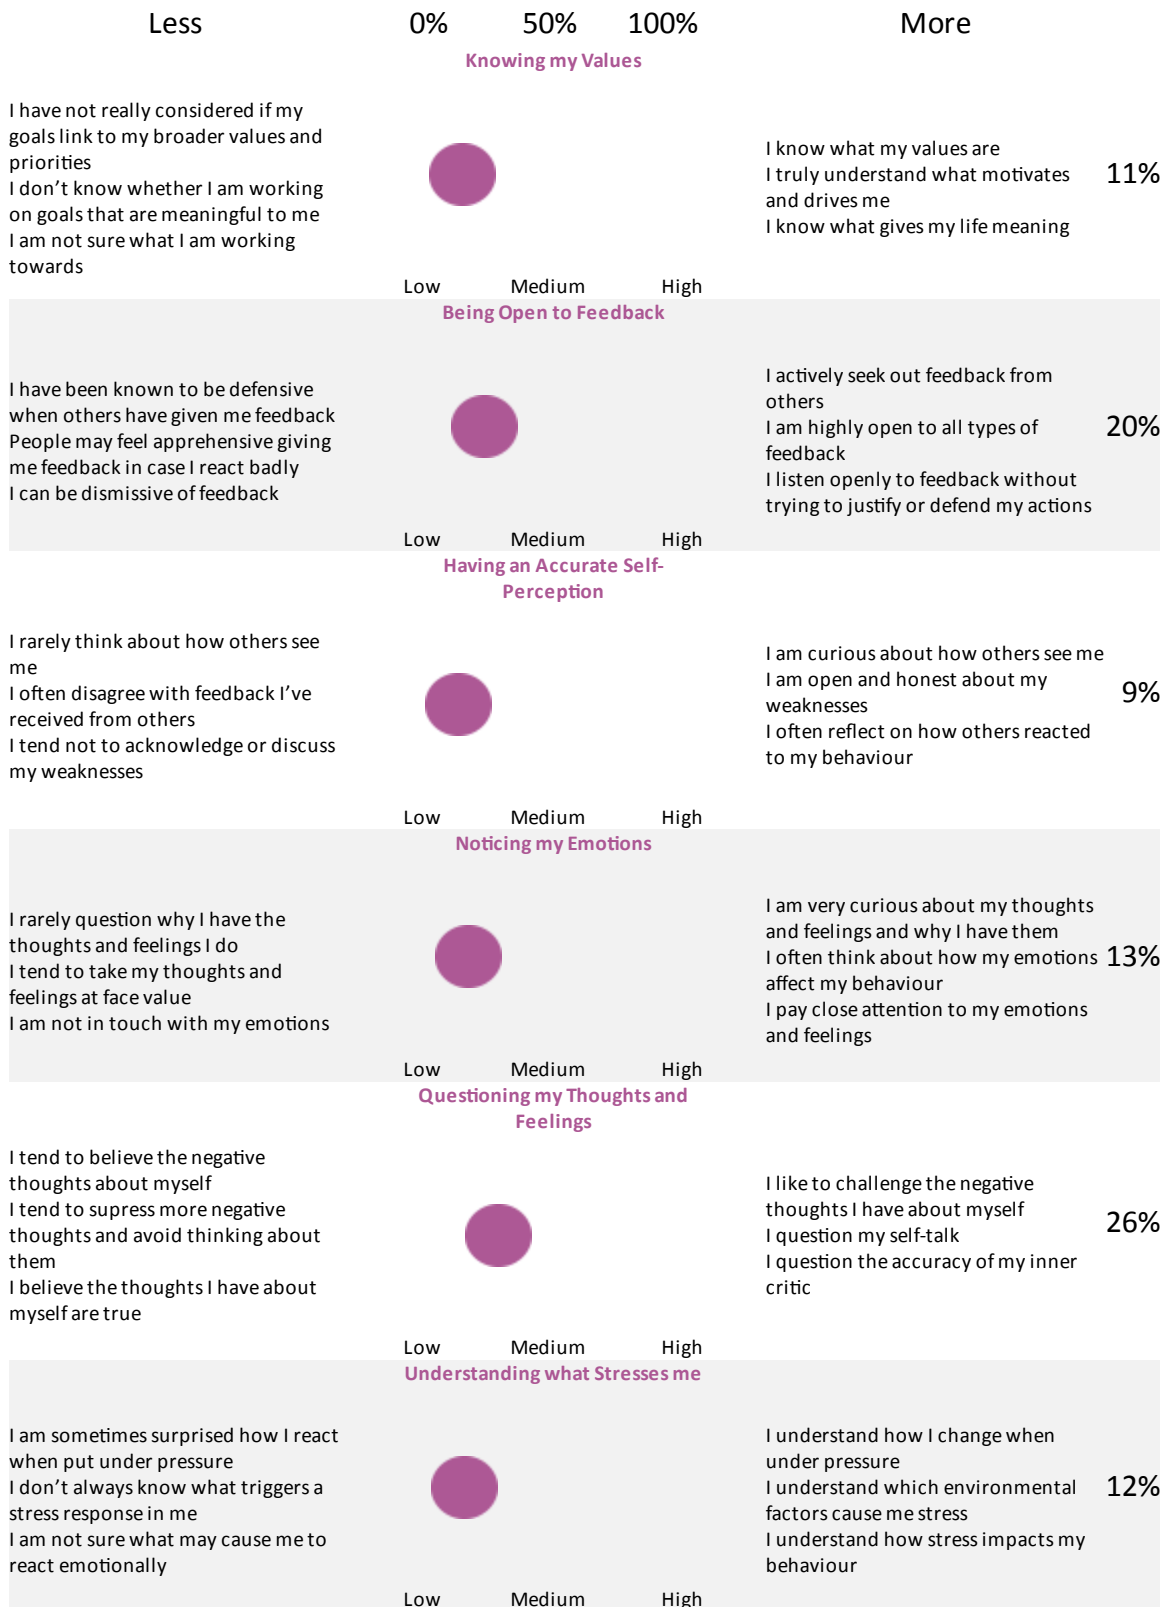 Less 0% 50% 100% More
Knowing my Values
I have not really considered if my
goals link to my broader values and
priorities
I don't know whether I am working
on goals that are meaningful to me
I am not sure what I am working
towards
I know what my values are
I truly understand what motivates
and drives me
I know what gives my life meaning
11%
Low Medium High
Being Open to Feedback
I have been known to be defensive
when others have given me feedback
People may feel apprehensive giving
me feedback in case I react badly
I can be dismissive of feedback
I actively seek out feedback from
others
I am highly open to all types of
feedback
I listen openly to feedback without
trying to justify or defend my actions
20%
Low Medium High
Having an Accurate Self-
Perception
I rarely think about how others see
me
I often disagree with feedback I've
received from others
I tend not to acknowledge or discuss
my weaknesses
I am curious about how others see me
I am open and honest about my
weaknesses
I often reflect on how others reacted
to my behaviour
9%
Low Medium High
Noticing my Emotions
I rarely question why I have the
thoughts and feelings I do
I tend to take my thoughts and
feelings at face value
I am not in touch with my emotions
I am very curious about my thoughts
and feelings and why I have them
I often think about how my emotions
affect my behaviour
I pay close attention to my emotions
and feelings
13%
Low Medium High
Questioning my Thoughts and
Feelings
I tend to believe the negative
thoughts about myself
I tend to supress more negative
thoughts and avoid thinking about
them
I believe the thoughts I have about
myself are true
I like to challenge the negative
thoughts I have about myself
I question my self-talk
I question the accuracy of my inner
critic
26%
Low Medium High
Understanding what Stresses me
I am sometimes surprised how I react
when put under pressure
I don't always know what triggers a
stress response in me
I am not sure what may cause me to
react emotionally
I understand how I change when
under pressure
I understand which environmental
factors cause me stress
I understand how stress impacts my
behaviour
12%
Low Medium High